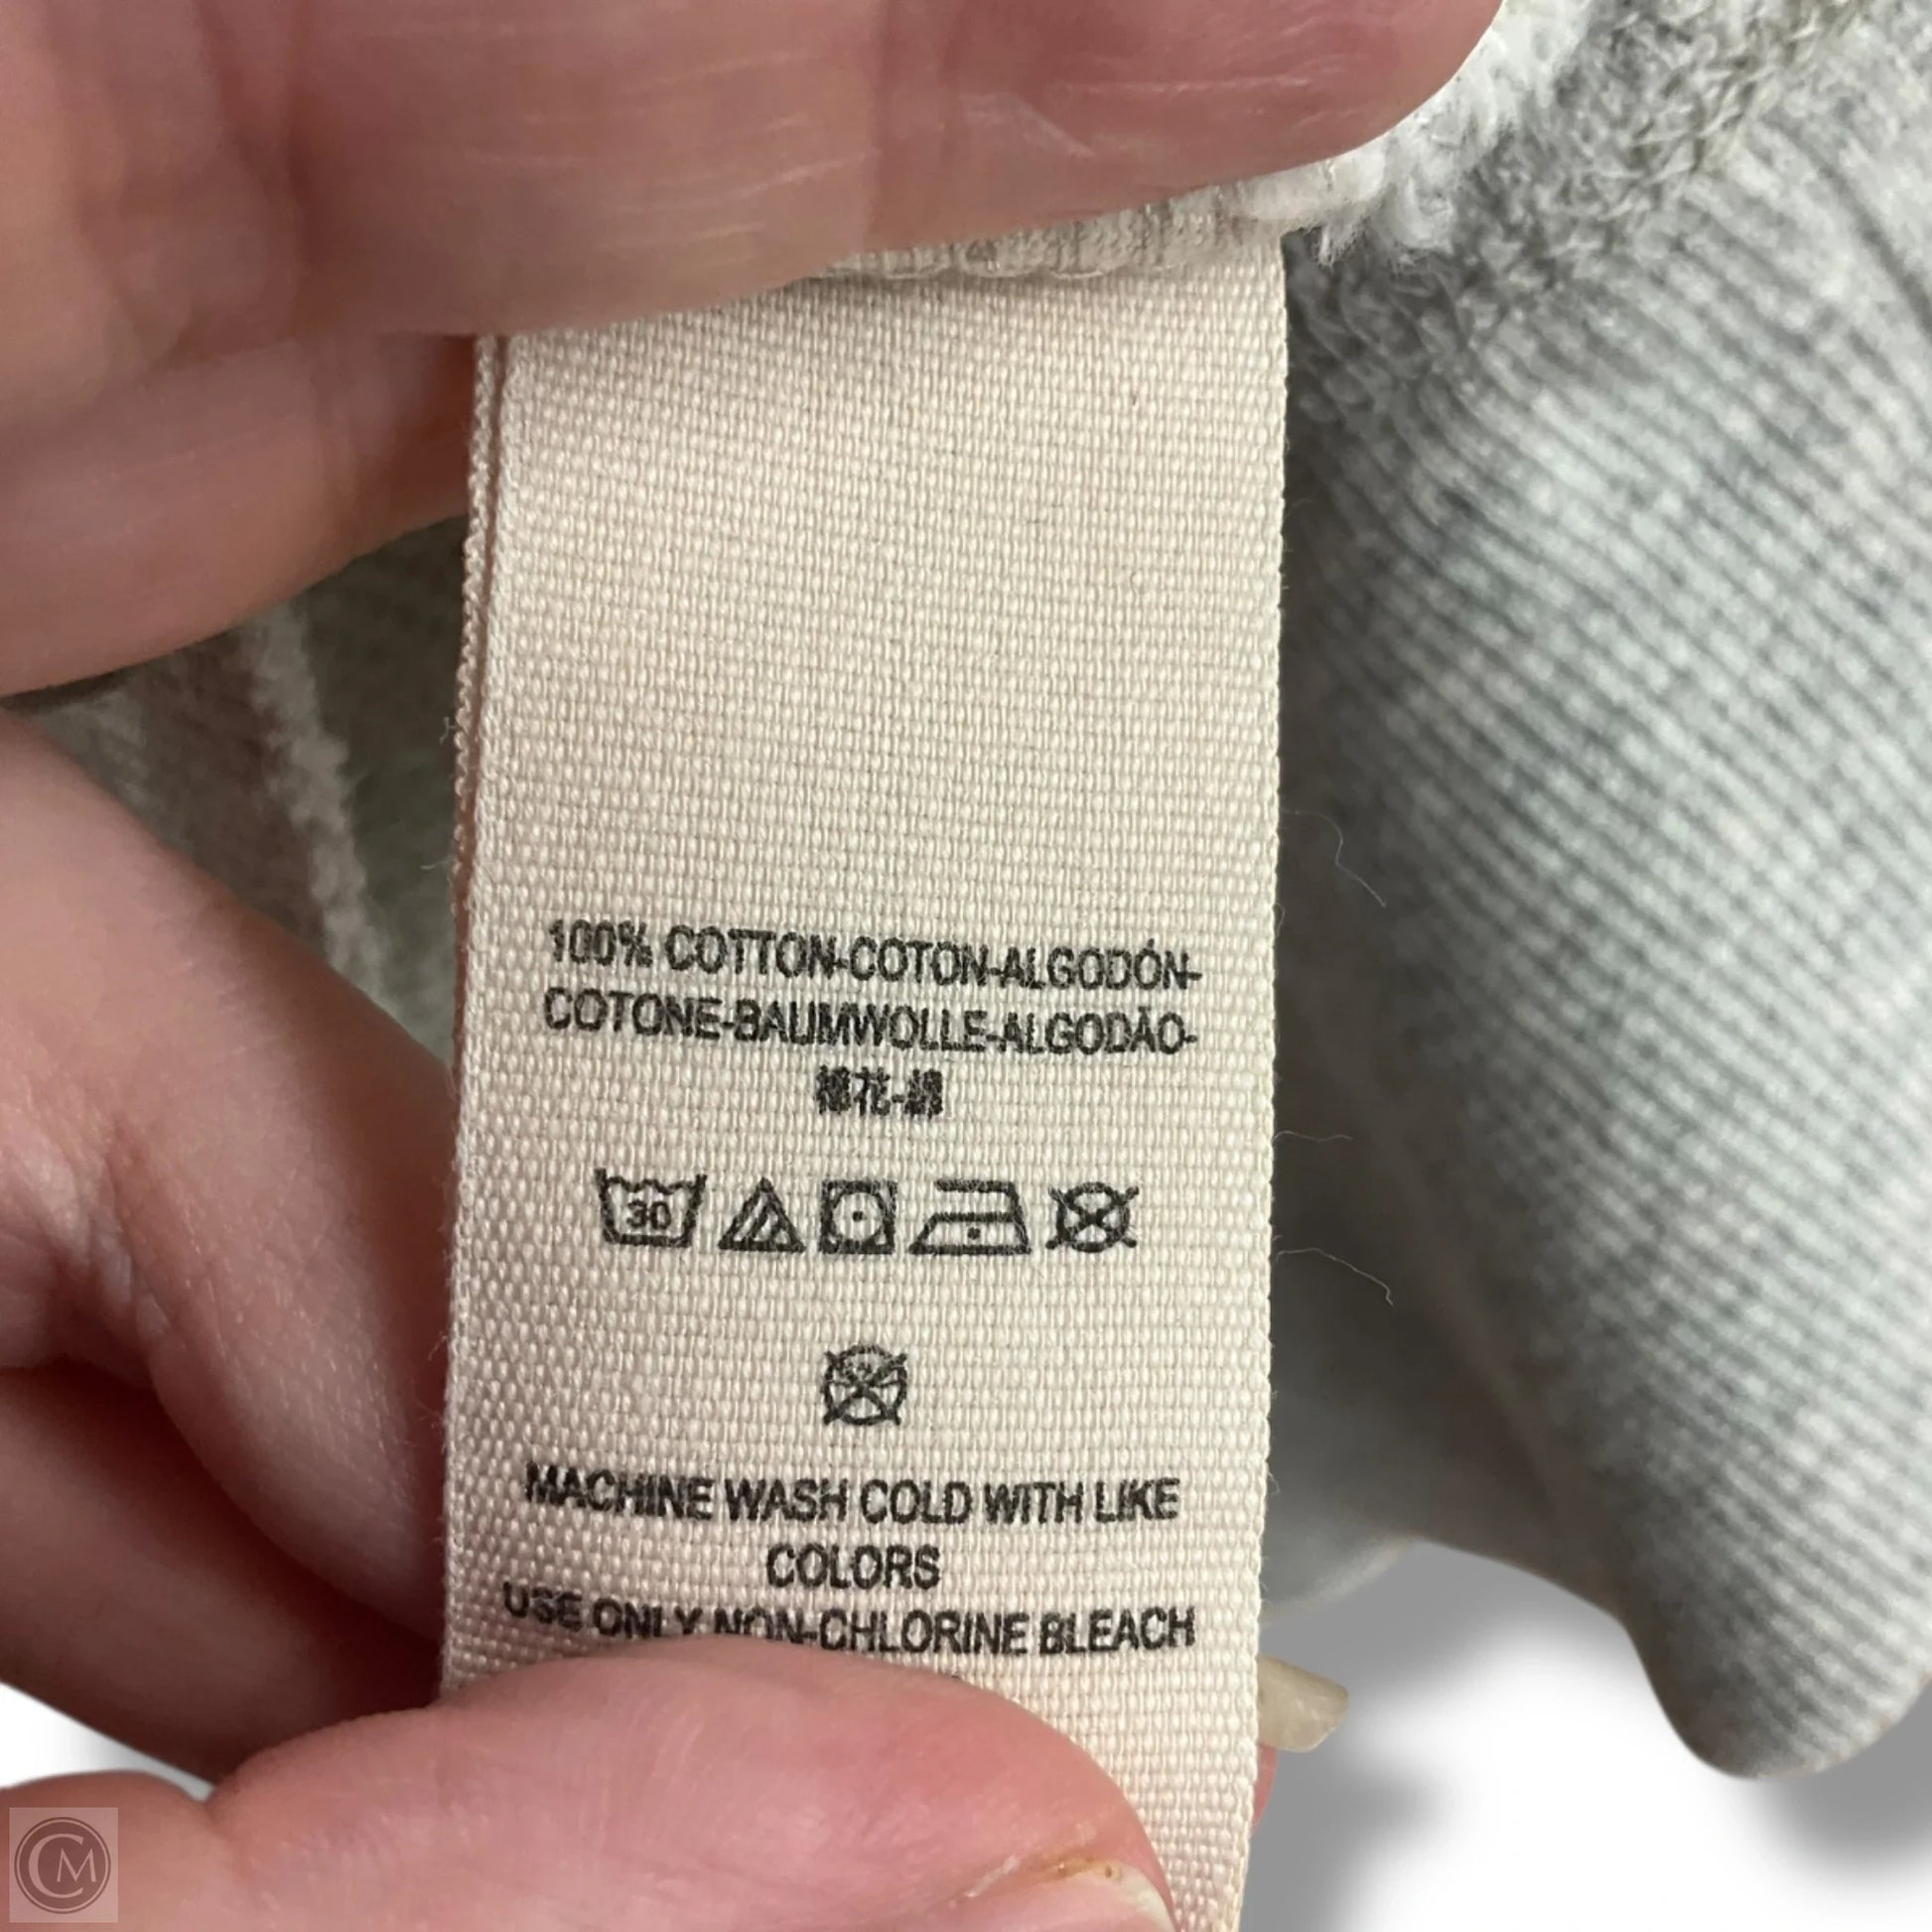 100% COTTON-COTON-ALGODÓN-
COTONE-BAUMWOLLE-ALGODÃO-
棉花-綿
30
MACHINE WASH COLD WITH LIKE
COLORS
USE ONLY NON-CHLORINE BLEACH
CM